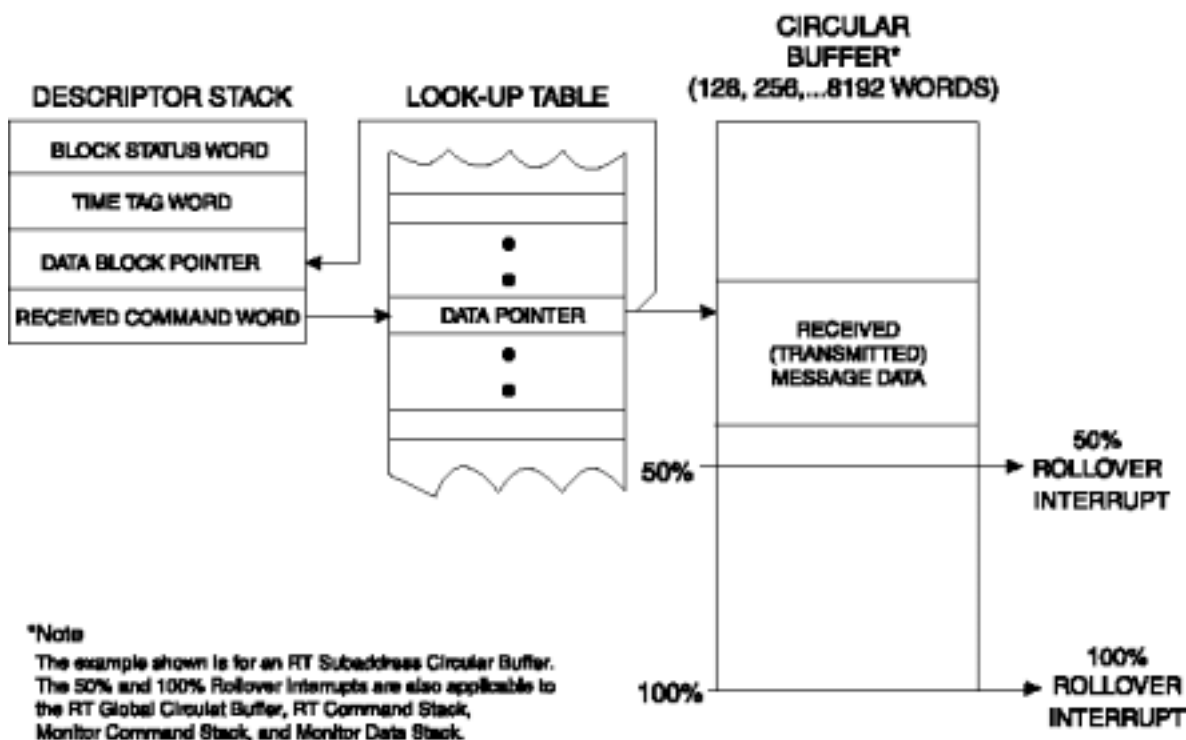 CIRCULAR
BUFFER*
(128, 256,...8192 WORDS)
DESCRIPTOR STACK
LOOK-UP TABLE
BLOCK STATUS WORD
TIME TAG WORD
DATA BLOCK POINTER
RECEIVED COMMAND WORD
DATA POINTER
RECEIVED
(TRANSMITTED)
MESSAGE DATA
50%
50%
ROLLOVER
INTERRUPT
100%
100%
ROLLOVER
INTERRUPT
*Note
The example shown is for an RT Subaddress Circular Buffer.
The 50% and 100% Rollover Interrupts are also applicable to
the RT Global Circulat Buffer, RT Command Stack,
Monitor Command Stack, and Monitor Data Stack.